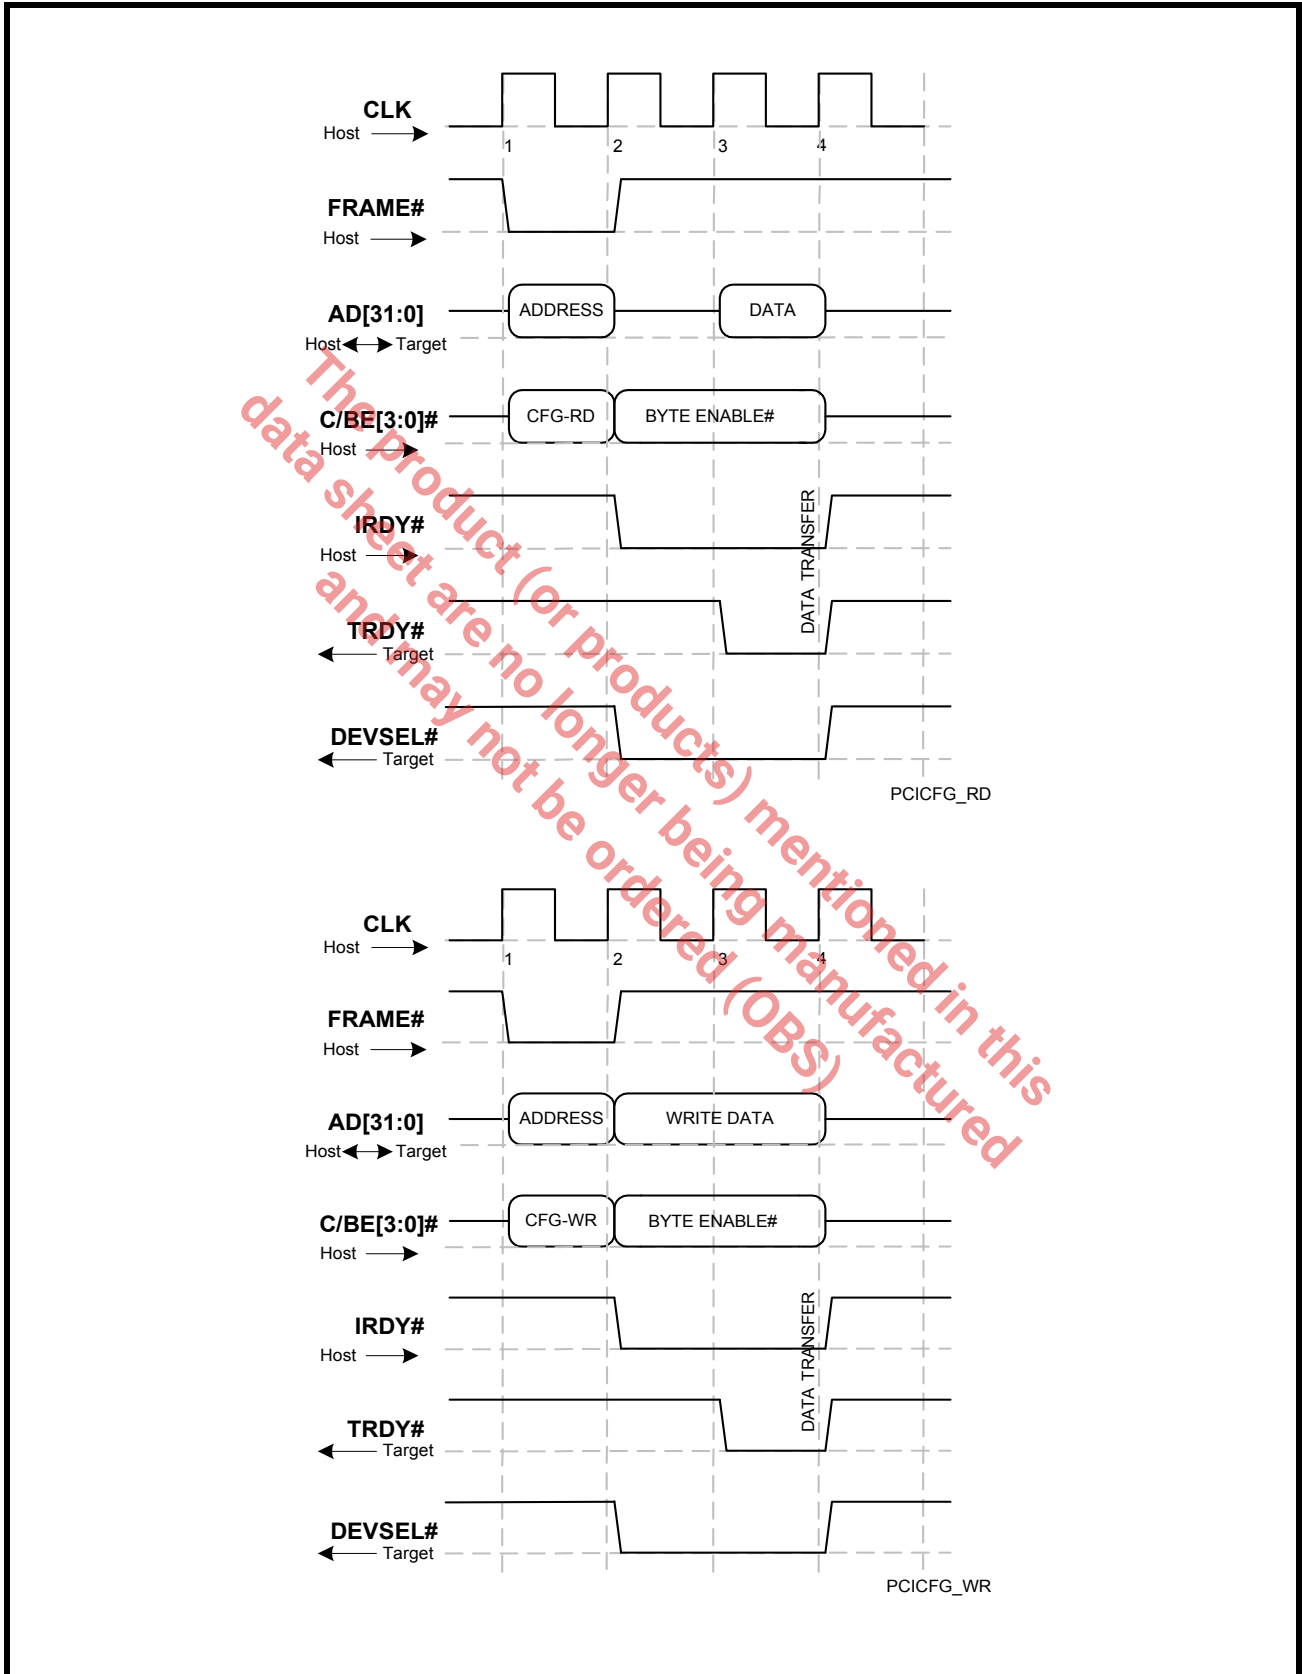 CLK
Host
1 2 3 4
FRAME#
Host
AD[31:0]
ADDRESS DATA
Host Target
C/BE[3:0]#
CFG-RD BYTE ENABLE#
Host
IRDY#
Host
DATA TRANSFER
TRDY#
Target
DEVSEL#
Target
PCICFG_RD
CLK
Host
1 2 3 4
FRAME#
Host
AD[31:0]
ADDRESS WRITE DATA
Host Target
C/BE[3:0]#
CFG-WR BYTE ENABLE#
Host
IRDY#
Host
DATA TRANSFER
TRDY#
Target
DEVSEL#
Target
PCICFG_WR
The product (or products) mentioned in this
data sheet are no longer being manufactured
and may not be ordered (OBS)